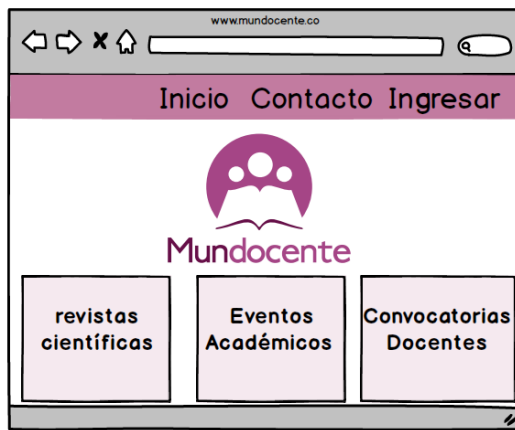 www.mundocente.co
Inicio Contacto Ingresar
Mundocente
revistas
científicas
Eventos
Académicos
Convocatorias
Docentes